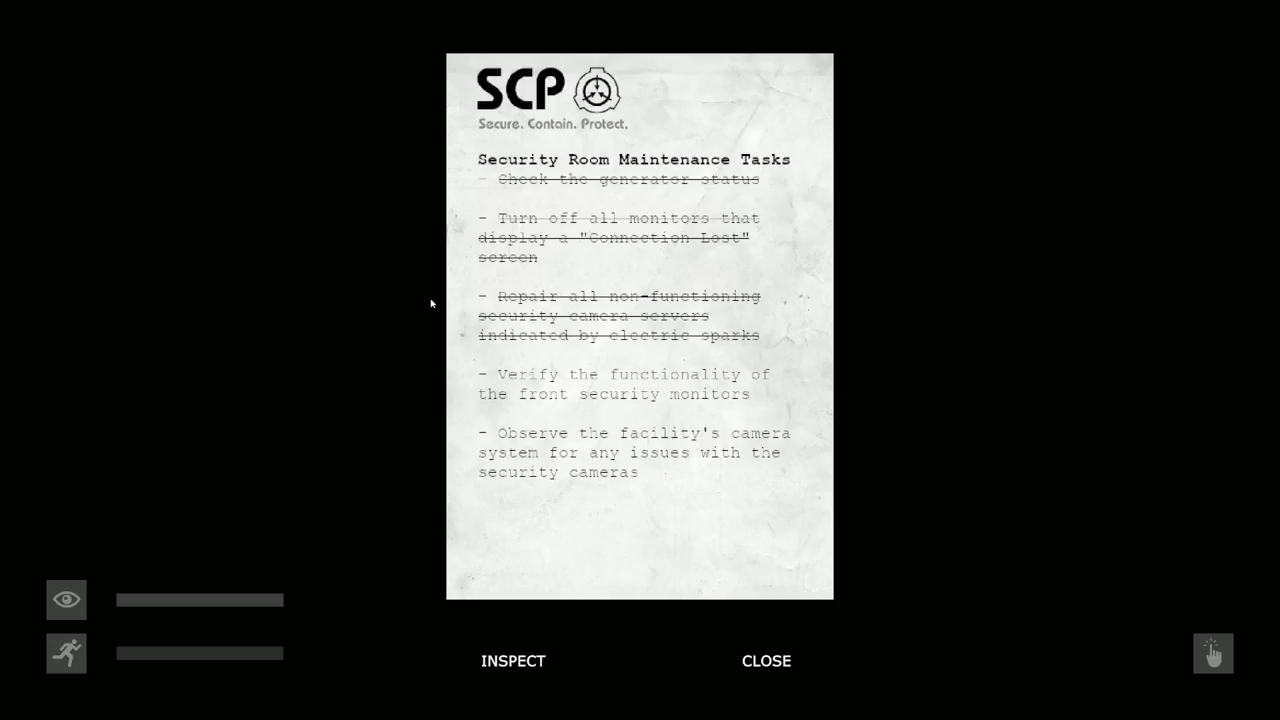 SCP
Secure. Contain. Protect.
Security Room Maintenance Tasks
- Check the generator status
- Turn off all monitors that
display a "Connection Lost"
screen
- Repair all non-functioning
security camera servers
indicated by electric sparks
- Verify the functionality of
the front security monitors
- Observe the facility's camera
system for any issues with the
security cameras
INSPECT
CLOSE